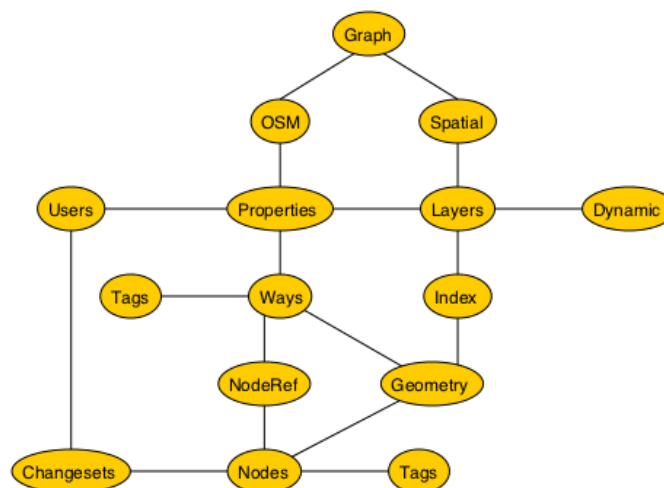 Graph
OSM
Spatial
Users
Properties
Layers
Dynamic
Tags
Ways
Index
NodeRef
Geometry
Changesets
Nodes
Tags